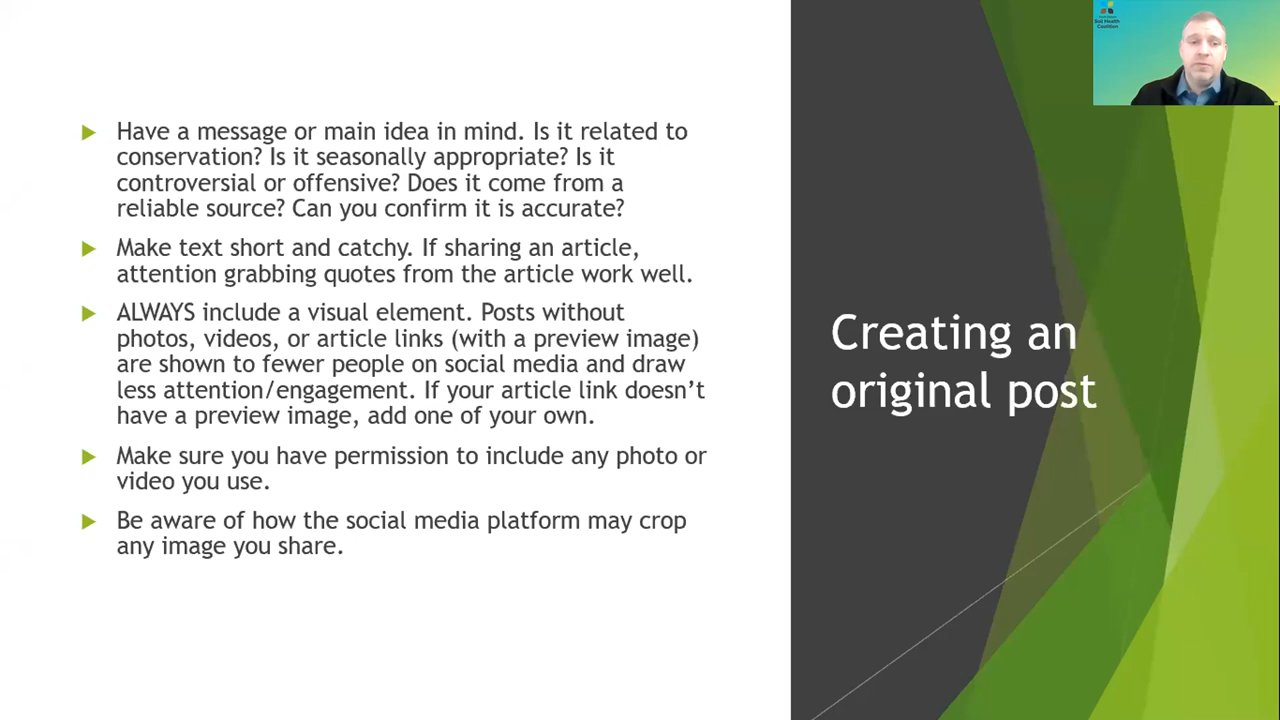 Have a message or main idea in mind. Is it related to
conservation? Is it seasonally appropriate? Is it
controversial or offensive? Does it come from a
reliable source? Can you confirm it is accurate?
Make text short and catchy. If sharing an article,
attention grabbing quotes from the article work well.
ALWAYS include a visual element. Posts without
photos, videos, or article links (with a preview image)
are shown to fewer people on social media and draw
less attention/engagement. If your article link doesn’t
have a preview image, add one of your own.
Make sure you have permission to include any photo or
video you use.
Be aware of how the social media platform may crop
any image you share.
Creating an
original post
Soil Health
Coalition